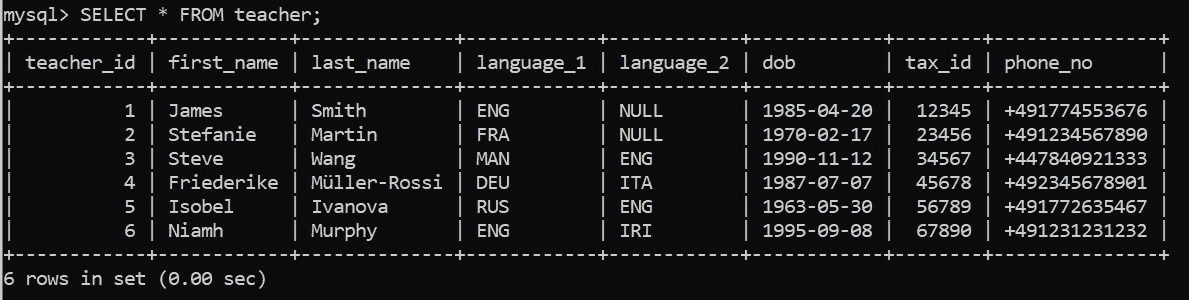 mysql> SELECT * FROM teacher;
+------------+------------+--------------+------------+------------+------------+--------+---------------+
| teacher_id | first_name | last_name    | language_1 | language_2 | dob        | tax_id | phone_no      |
+------------+------------+--------------+------------+------------+------------+--------+---------------+
|          1 | James      | Smith        | ENG        | NULL       | 1985-04-20 |  12345 | +491774553676 |
|          2 | Stefanie   | Martin       | FRA        | NULL       | 1970-02-17 |  23456 | +491234567890 |
|          3 | Steve      | Wang         | MAN        | ENG        | 1990-11-12 |  34567 | +447840921333 |
|          4 | Friederike | Müller-Rossi | DEU        | ITA        | 1987-07-07 |  45678 | +492345678901 |
|          5 | Isobel     | Ivanova      | RUS        | ENG        | 1963-05-30 |  56789 | +491772635467 |
|          6 | Niamh      | Murphy       | ENG        | IRI        | 1995-09-08 |  67890 | +491231231232 |
+------------+------------+--------------+------------+------------+------------+--------+---------------+
6 rows in set (0.00 sec)